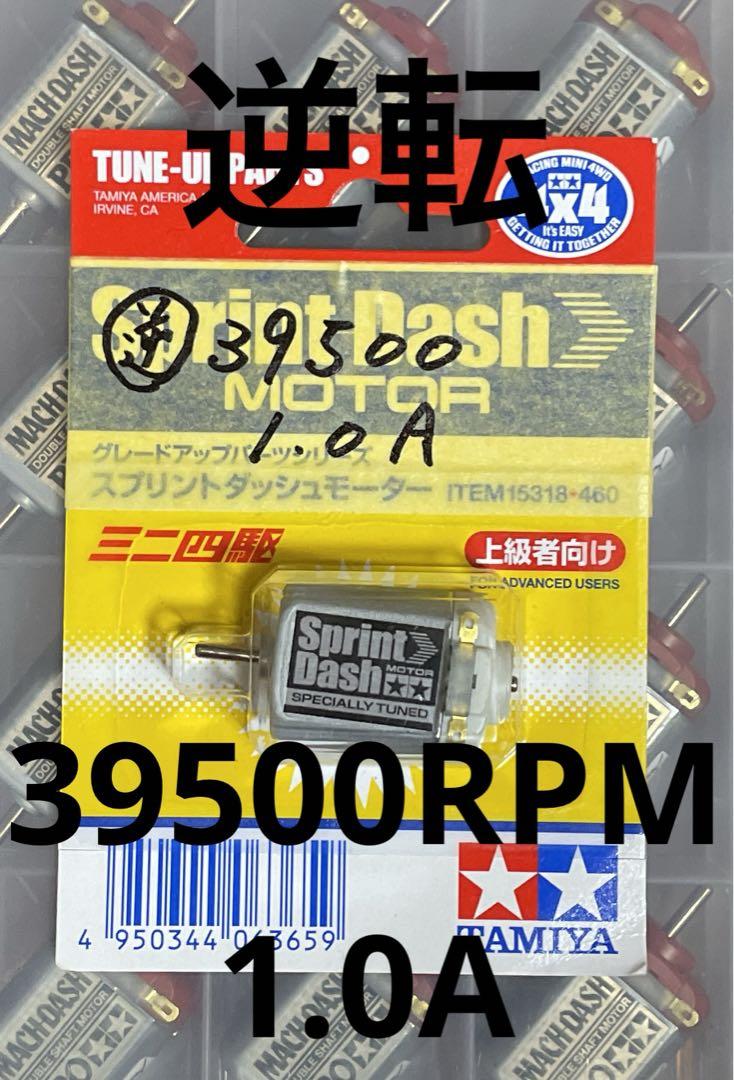 逆転
TUNE-UP PARTS
TAMIYA AMERICA
IRVINE, CA
RACING MINI 4WD
4x4
It's EASY
GETTING IT TOGETHER
Sprint Dash
MOTOR
逆 39500
1.0A
グレードアップパーツシリーズ
スプリントダッシュモーター ITEM 15318・460
ミニ四駆
上級者向け
FOR ADVANCED USERS
Sprint
Dash
MOTOR
SPECIALLY TUNED
39500RPM
4 950344 063659
TAMIYA
1.0A
MACH DASH
DOUBLE SHAFT MOTOR
PRO